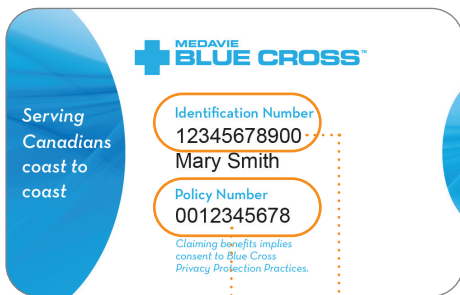 MEDAVIE
BLUE CROSS™
Serving
Canadians
coast to
coast
Identification Number
12345678900
Mary Smith
Policy Number
0012345678
Claiming benefits implies
consent to Blue Cross
Privacy Protection Practices.